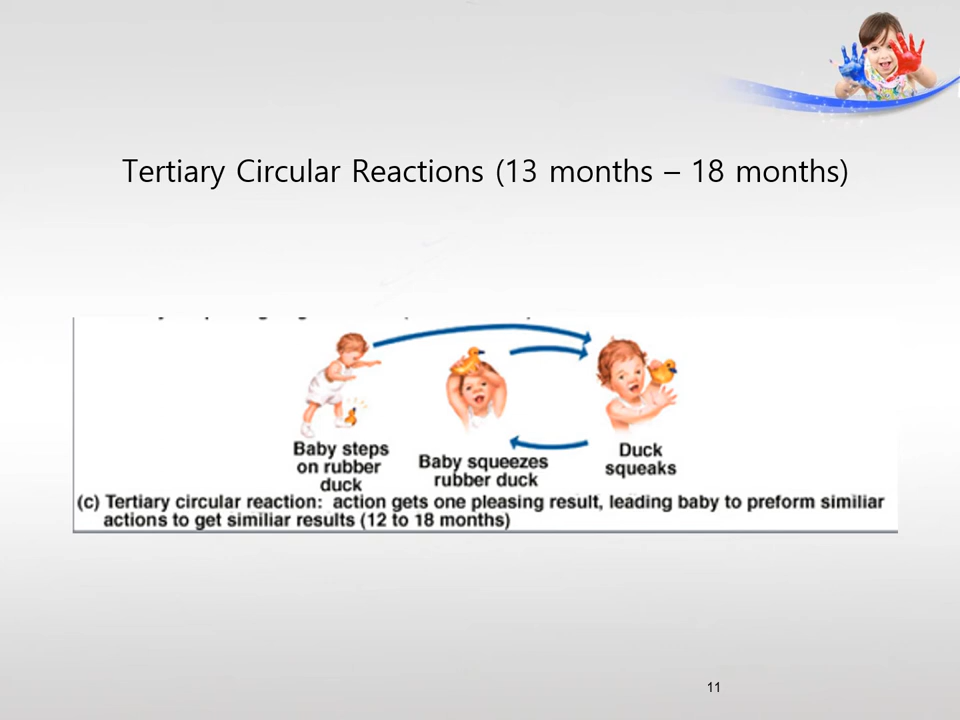 Tertiary Circular Reactions (13 months – 18 months)
Baby steps
on rubber
duck
Baby squeezes
rubber duck
Duck
squeaks
(c) Tertiary circular reaction: action gets one pleasing result, leading baby to preform similiar
actions to get similiar results (12 to 18 months)
11